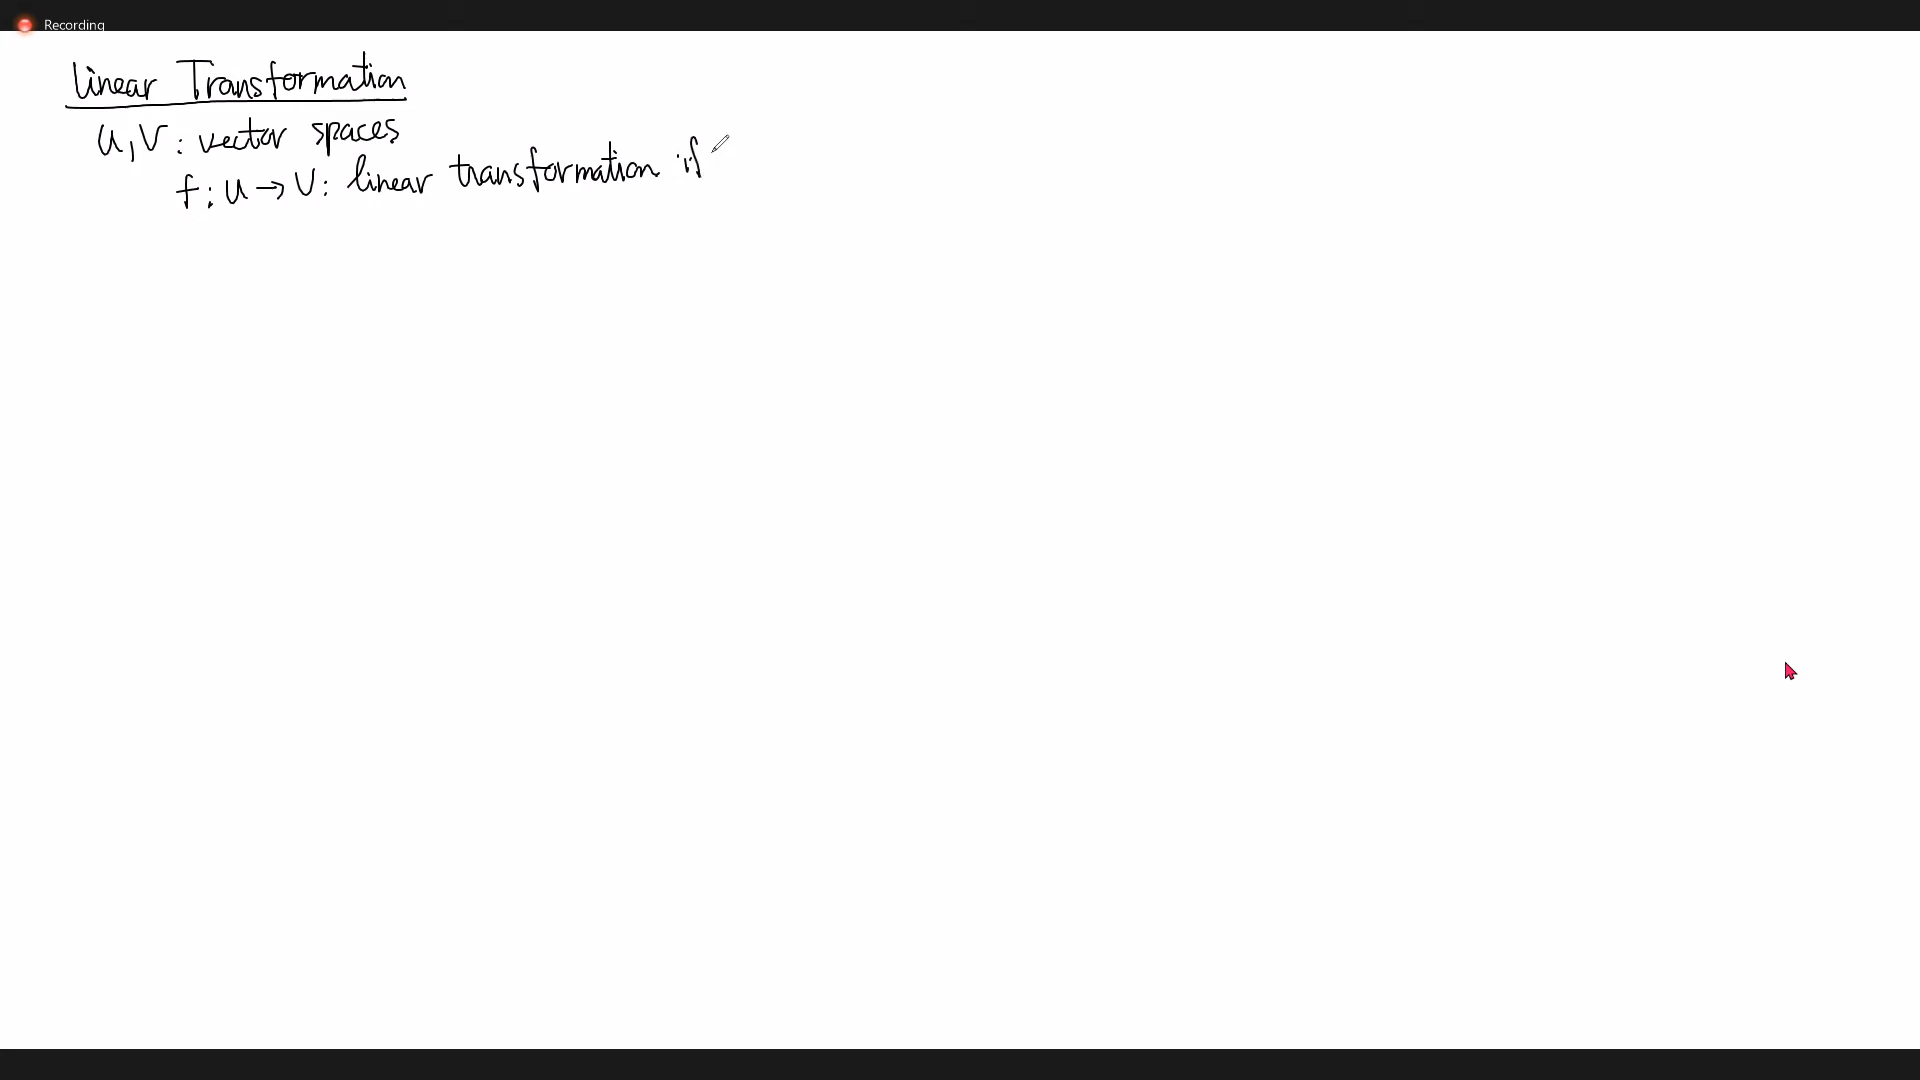 Recording
Linear Transformation
U, V : vector spaces
f : U → V : linear transformation if